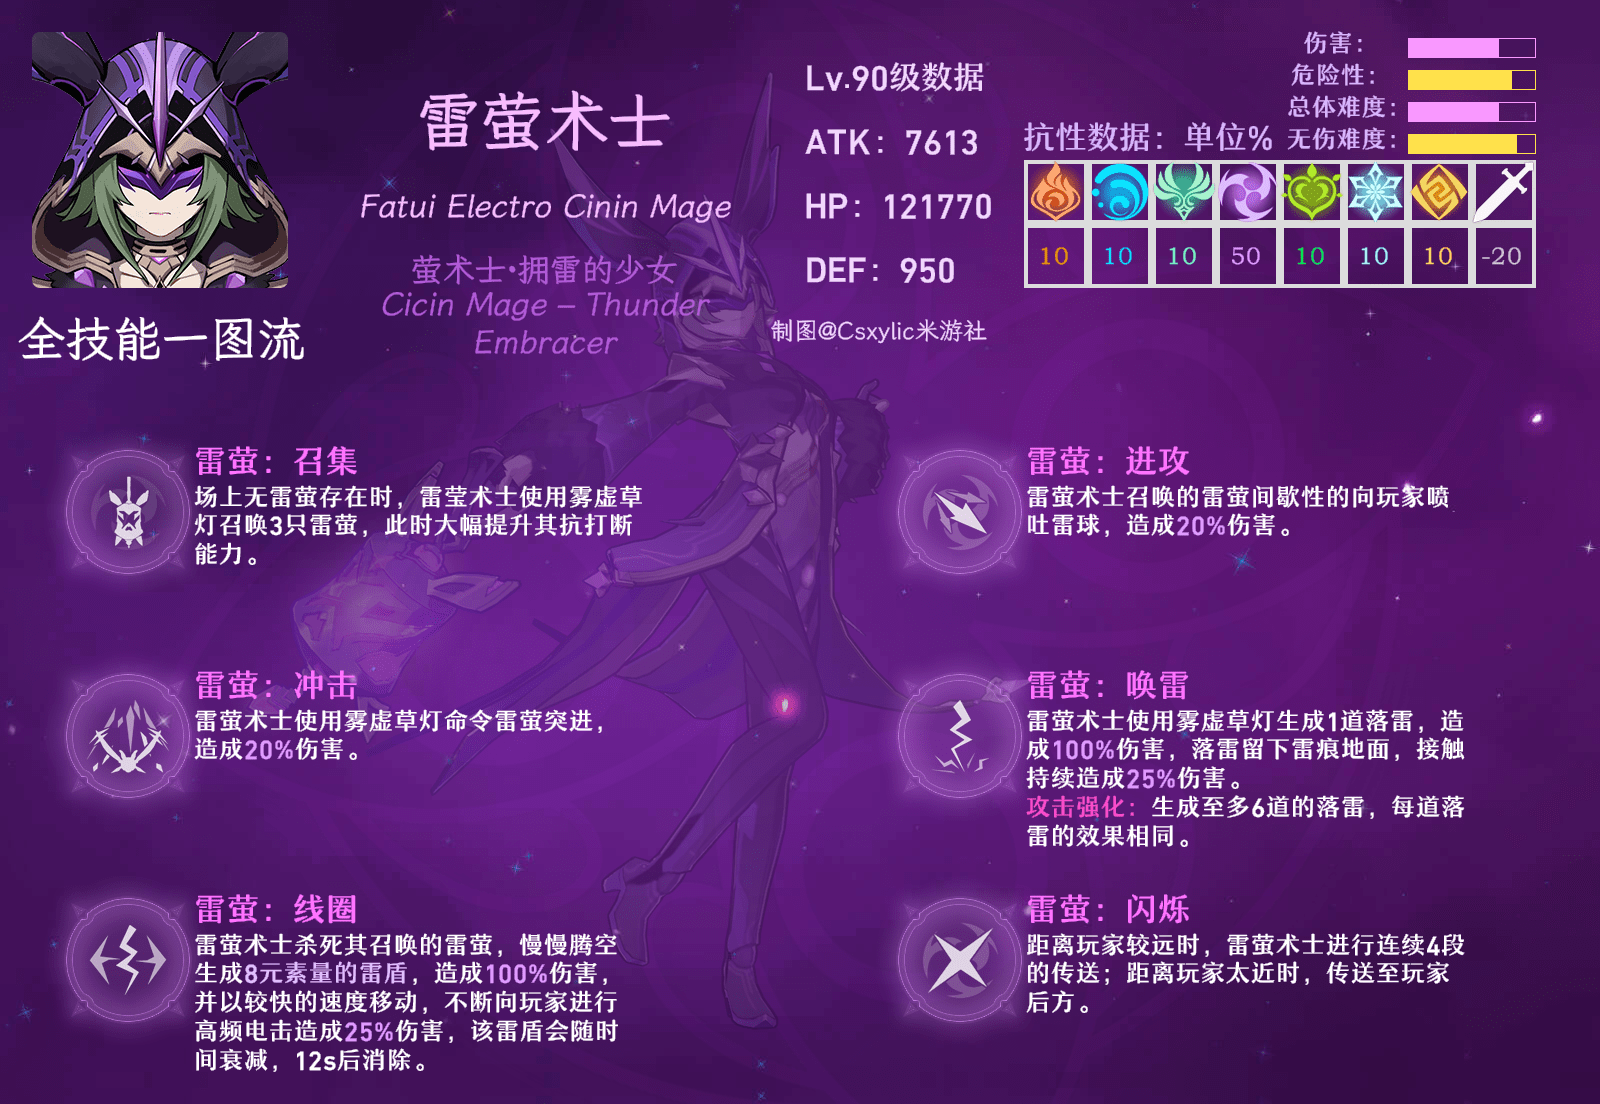 雷萤术士
Fatui Electro Cinin Mage
萤术士·拥雷的少女
Cicin Mage – Thunder
Embracer
全技能一图流
Lv.90级数据
ATK：7613
HP：121770
DEF：950
制图@Csxylic米游社
伤害：
危险性：
总体难度：
无伤难度：
抗性数据：单位%
10 10 10 50 10 10 10 -20
雷萤：召集
场上无雷萤存在时，雷莹术士使用雾虚草
灯召唤3只雷萤，此时大幅提升其抗打断
能力。
雷萤：进攻
雷萤术士召唤的雷萤间歇性的向玩家喷
吐雷球，造成20%伤害。
雷萤：冲击
雷萤术士使用雾虚草灯命令雷萤突进，
造成20%伤害。
雷萤：唤雷
雷萤术士使用雾虚草灯生成1道落雷，造
成100%伤害，落雷留下雷痕地面，接触
持续造成25%伤害。
攻击强化：生成至多6道的落雷，每道落
雷的效果相同。
雷萤：线圈
雷萤术士杀死其召唤的雷萤，慢慢腾空
生成8元素量的雷盾，造成100%伤害，
并以较快的速度移动，不断向玩家进行
高频电击造成25%伤害，该雷盾会随时
间衰减，12s后消除。
雷萤：闪烁
距离玩家较远时，雷萤术士进行连续4段
的传送；距离玩家太近时，传送至玩家
后方。